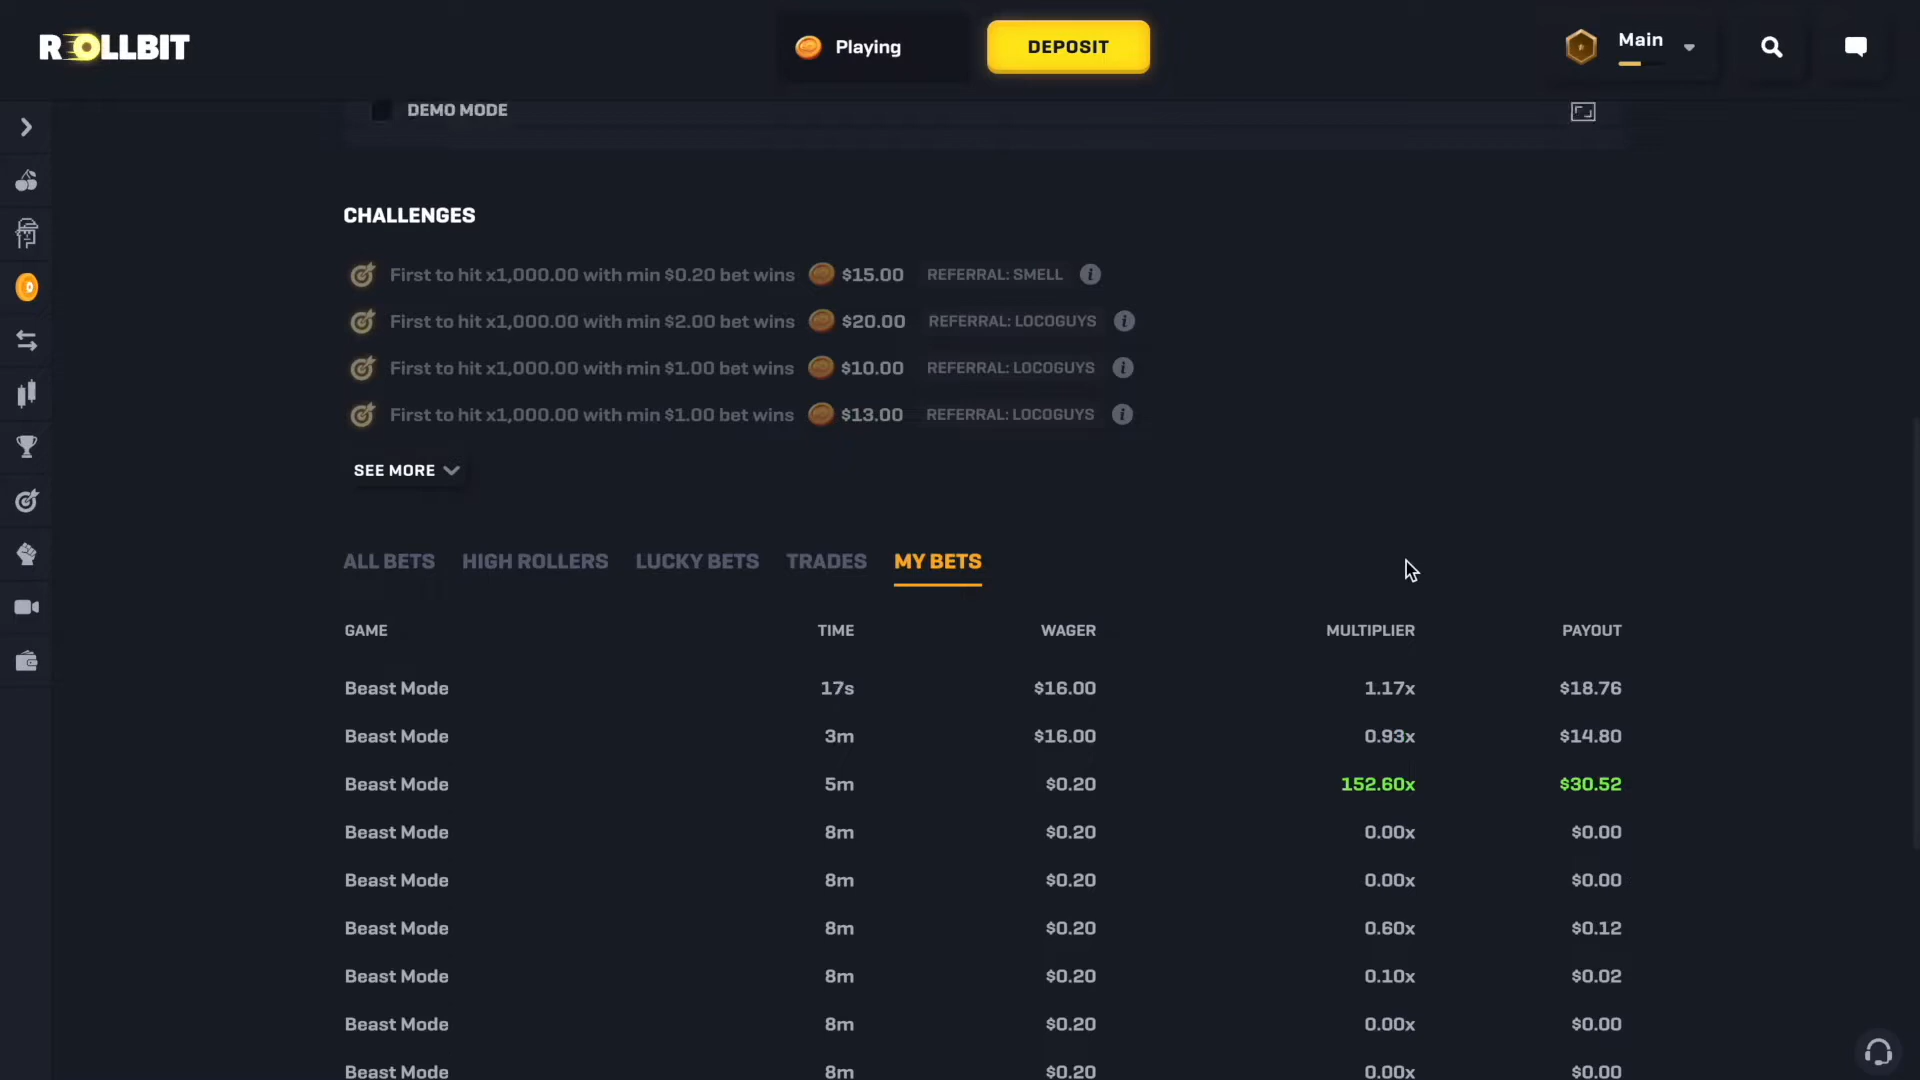 ROLLBIT
Playing
DEPOSIT
Main
DEMO MODE
CHALLENGES
First to hit x1,000.00 with min $0.20 bet wins $15.00 REFERRAL: SMELL
First to hit x1,000.00 with min $2.00 bet wins $20.00 REFERRAL: LOCOGUYS
First to hit x1,000.00 with min $1.00 bet wins $10.00 REFERRAL: LOCOGUYS
First to hit x1,000.00 with min $1.00 bet wins $13.00 REFERRAL: LOCOGUYS
SEE MORE
ALL BETS HIGH ROLLERS LUCKY BETS TRADES MY BETS
GAME TIME WAGER MULTIPLIER PAYOUT
Beast Mode 17s $16.00 1.17x $18.76
Beast Mode 3m $16.00 0.93x $14.80
Beast Mode 5m $0.20 152.60x $30.52
Beast Mode 8m $0.20 0.00x $0.00
Beast Mode 8m $0.20 0.00x $0.00
Beast Mode 8m $0.20 0.60x $0.12
Beast Mode 8m $0.20 0.10x $0.02
Beast Mode 8m $0.20 0.00x $0.00
Beast Mode 8m $0.20 0.00x $0.00